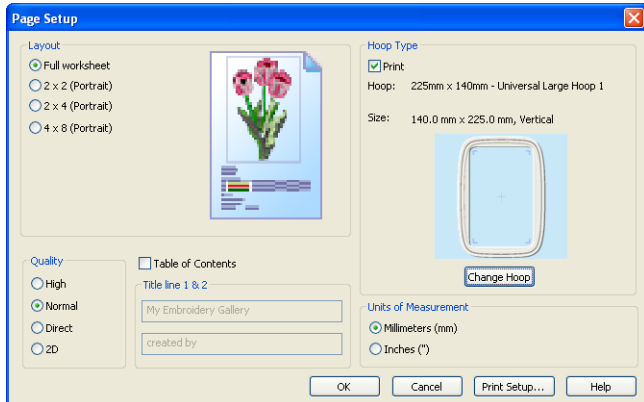 Page Setup
Layout
Full worksheet
2 x 2 (Portrait)
2 x 4 (Portrait)
4 x 8 (Portrait)
Hoop Type
Print
Hoop: 225mm x 140mm - Universal Large Hoop 1
Size: 140.0 mm x 225.0 mm, Vertical
Change Hoop
Quality
High
Normal
Direct
2D
Table of Contents
Title line 1 & 2
My Embroidery Gallery
created by
Units of Measurement
Millimeters (mm)
Inches (")
OK
Cancel
Print Setup...
Help